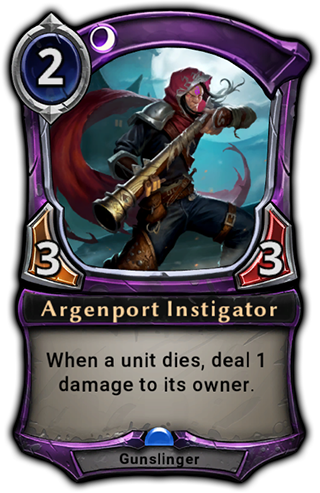 2
3
3
Argenport Instigator
When a unit dies, deal 1
damage to its owner.
Gunslinger